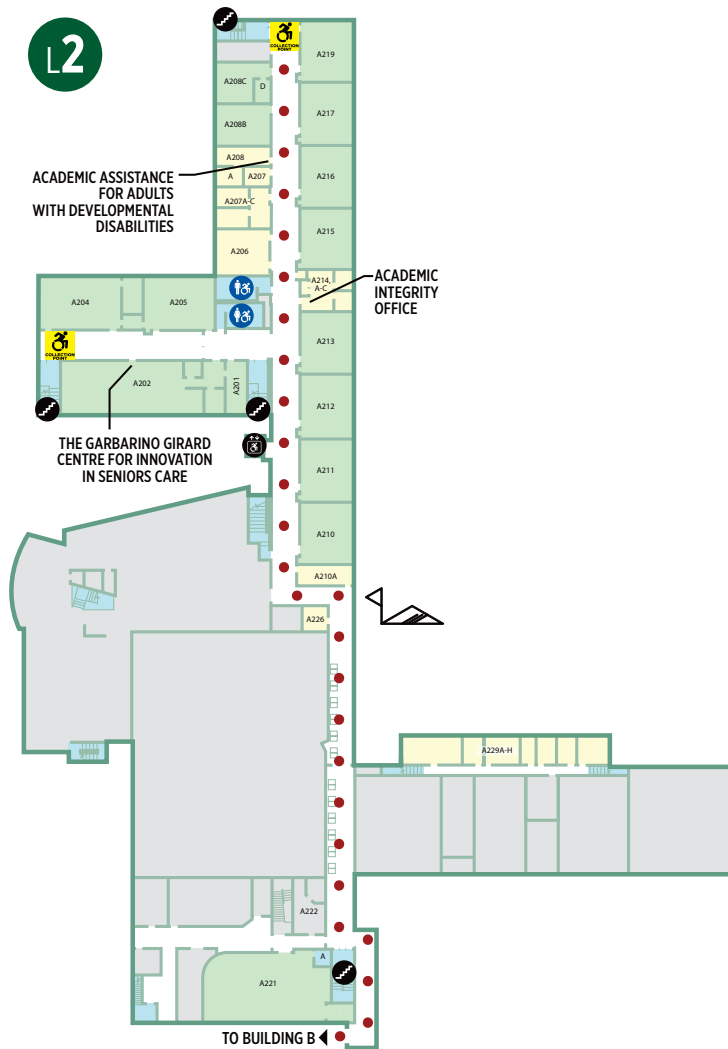 L2
COLLECTION
POINT
A219
A208C
D
A217
A208B
A208
A216
A
A207
ACADEMIC ASSISTANCE
FOR ADULTS
WITH DEVELOPMENTAL
DISABILITIES
A207A-C
A215
A206
A214,
A-C
ACADEMIC
INTEGRITY
OFFICE
A204
A205
COLLECTION
POINT
A213
A202
A201
A212
THE GARBARINO GIRARD
CENTRE FOR INNOVATION
IN SENIORS CARE
A211
A210
A210A
A226
A229A-H
A222
A
A221
TO BUILDING B